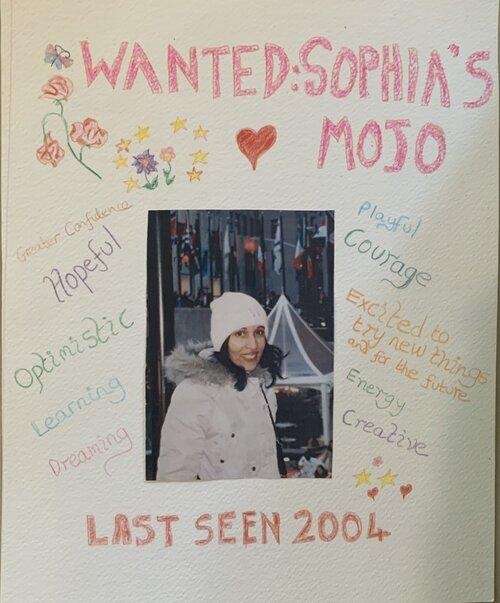 WANTED: SOPHIA'S
MOJO
Greater Confidence
Hopeful
Optimistic
Learning
Dreaming
Playful
Courage
Excited to
try new things
and for the future
Energy
Creative
LAST SEEN 2004